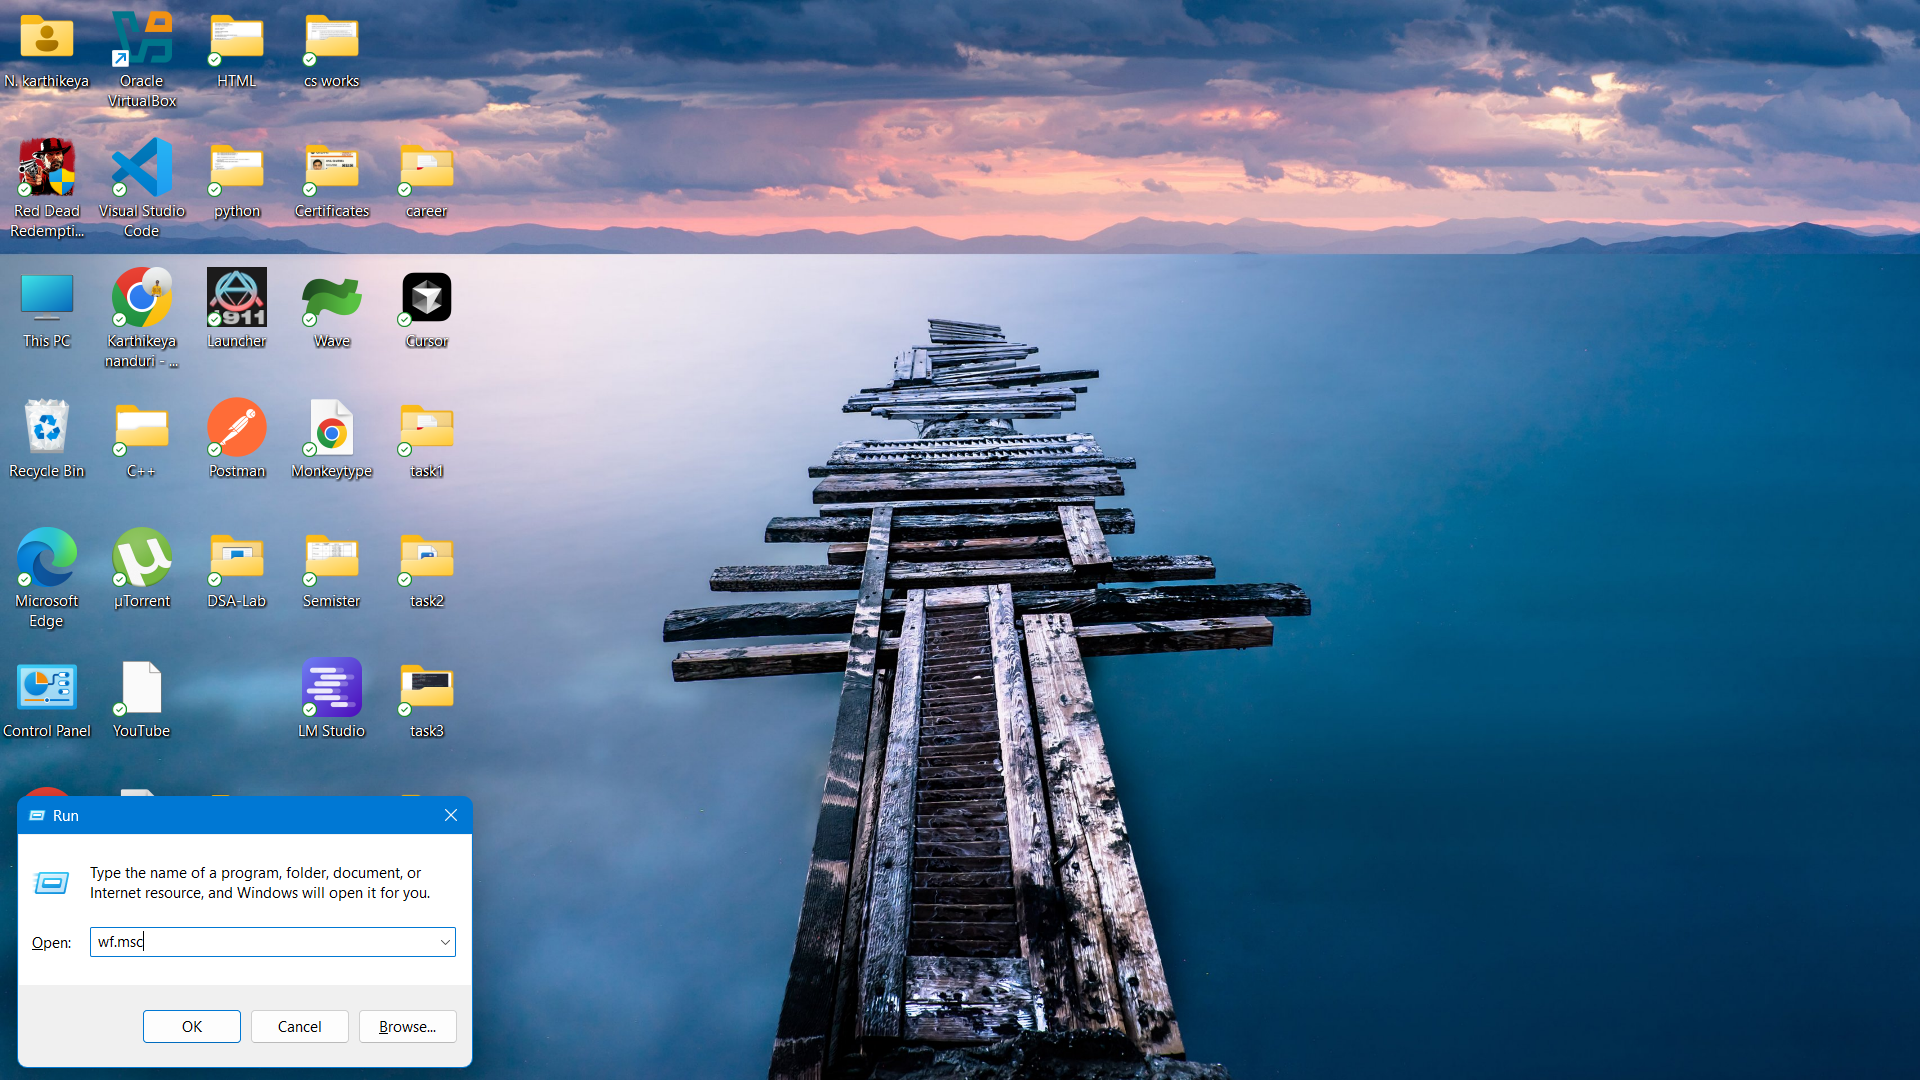 N. karthikeya
Oracle VirtualBox
HTML
cs works
Red Dead Redempti...
Visual Studio Code
python
Certificates
career
This PC
Karthikeya nanduri - ...
1911
Launcher
Wave
Cursor
Recycle Bin
C++
Postman
Monkeytype
task1
Microsoft Edge
µTorrent
DSA-Lab
Semister
task2
Control Panel
YouTube
LM Studio
task3
Run
Type the name of a program, folder, document, or
Internet resource, and Windows will open it for you.
Open:
wf.msc
OK
Cancel
Browse...